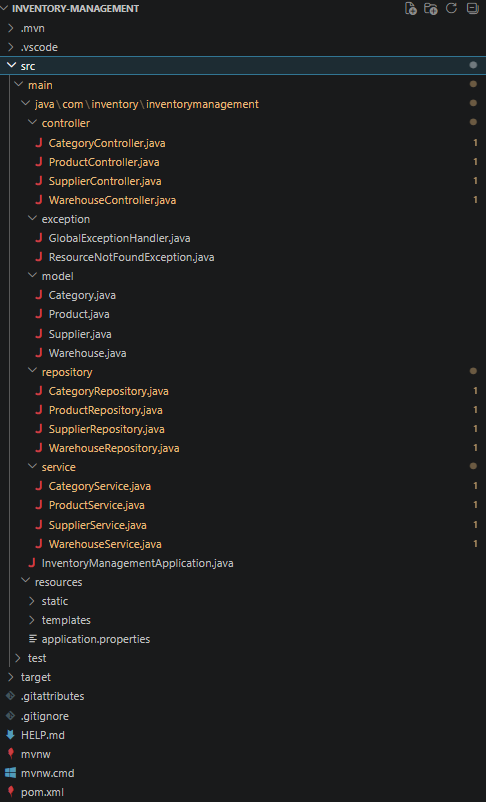 INVENTORY-MANAGEMENT
.mvn
.vscode
src
main
java\com\inventory\inventorymanagement
controller
CategoryController.java 1
ProductController.java 1
SupplierController.java 1
WarehouseController.java 1
exception
GlobalExceptionHandler.java
ResourceNotFoundException.java
model
Category.java
Product.java
Supplier.java
Warehouse.java
repository
CategoryRepository.java 1
ProductRepository.java 1
SupplierRepository.java 1
WarehouseRepository.java 1
service
CategoryService.java 1
ProductService.java 1
SupplierService.java 1
WarehouseService.java 1
InventoryManagementApplication.java
resources
static
templates
application.properties
test
target
.gitattributes
.gitignore
HELP.md
mvnw
mvnw.cmd
pom.xml